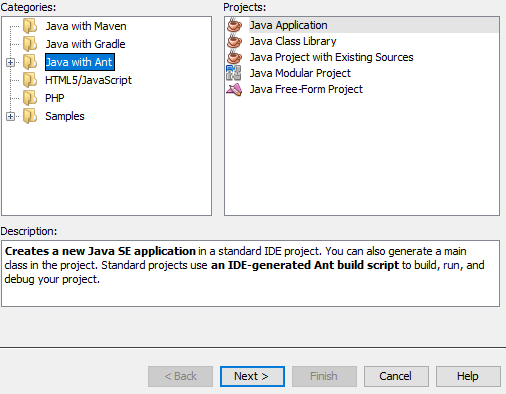 Categories:
Java with Maven
Java with Gradle
Java with Ant
HTML5/JavaScript
PHP
Samples
Projects:
Java Application
Java Class Library
Java Project with Existing Sources
Java Modular Project
Java Free-Form Project
Description:
Creates a new Java SE application in a standard IDE project. You can also generate a main
class in the project. Standard projects use an IDE-generated Ant build script to build, run, and
debug your project.
< Back
Next >
Finish
Cancel
Help